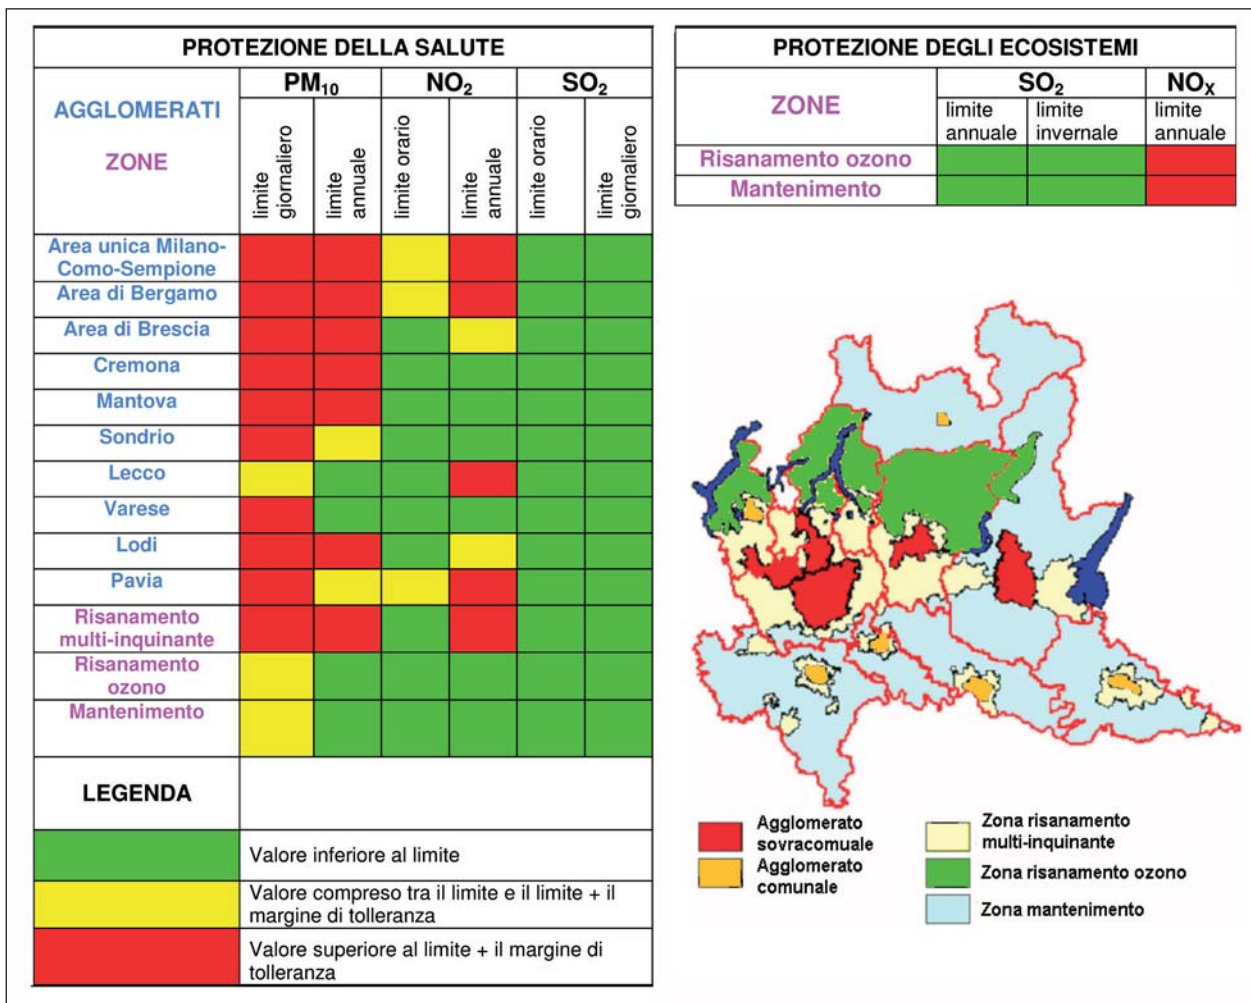 PROTEZIONE DELLA SALUTE
AGGLOMERATI
ZONE
PM10
NO2
SO2
limite
giornaliero
limite
annuale
limite orario
limite
annuale
limite orario
limite
giornaliero
Area unica Milano-
Como-Sempione
Area di Bergamo
Area di Brescia
Cremona
Mantova
Sondrio
Lecco
Varese
Lodi
Pavia
Risanamento
multi-inquinante
Risanamento
ozono
Mantenimento
LEGENDA
Valore inferiore al limite
Valore compreso tra il limite e il limite + il
margine di tolleranza
Valore superiore al limite + il margine di
tolleranza
PROTEZIONE DEGLI ECOSISTEMI
ZONE
SO2
NOX
limite
annuale
limite
invernale
limite
annuale
Risanamento ozono
Mantenimento
Agglomerato
sovracomuale
Agglomerato
comunale
Zona risanamento
multi-inquinante
Zona risanamento ozono
Zona mantenimento